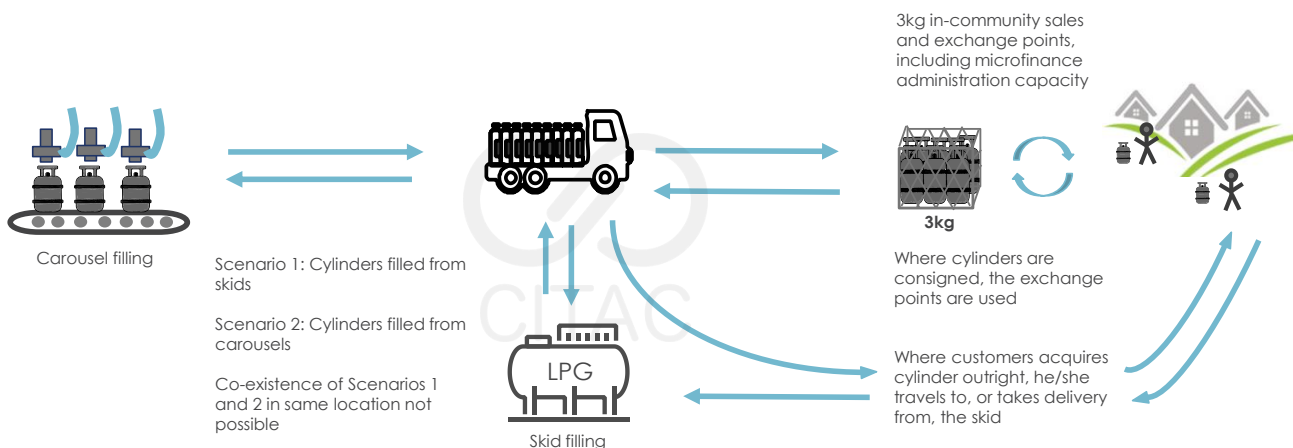 3kg in-community sales
and exchange points,
including microfinance
administration capacity
3kg
Carousel filling
Scenario 1: Cylinders filled from
skids
Scenario 2: Cylinders filled from
carousels
Co-existence of Scenarios 1
and 2 in same location not
possible
CITAC
LPG
Skid filling
Where cylinders are
consigned, the exchange
points are used
Where customers acquires
cylinder outright, he/she
travels to, or takes delivery
from, the skid